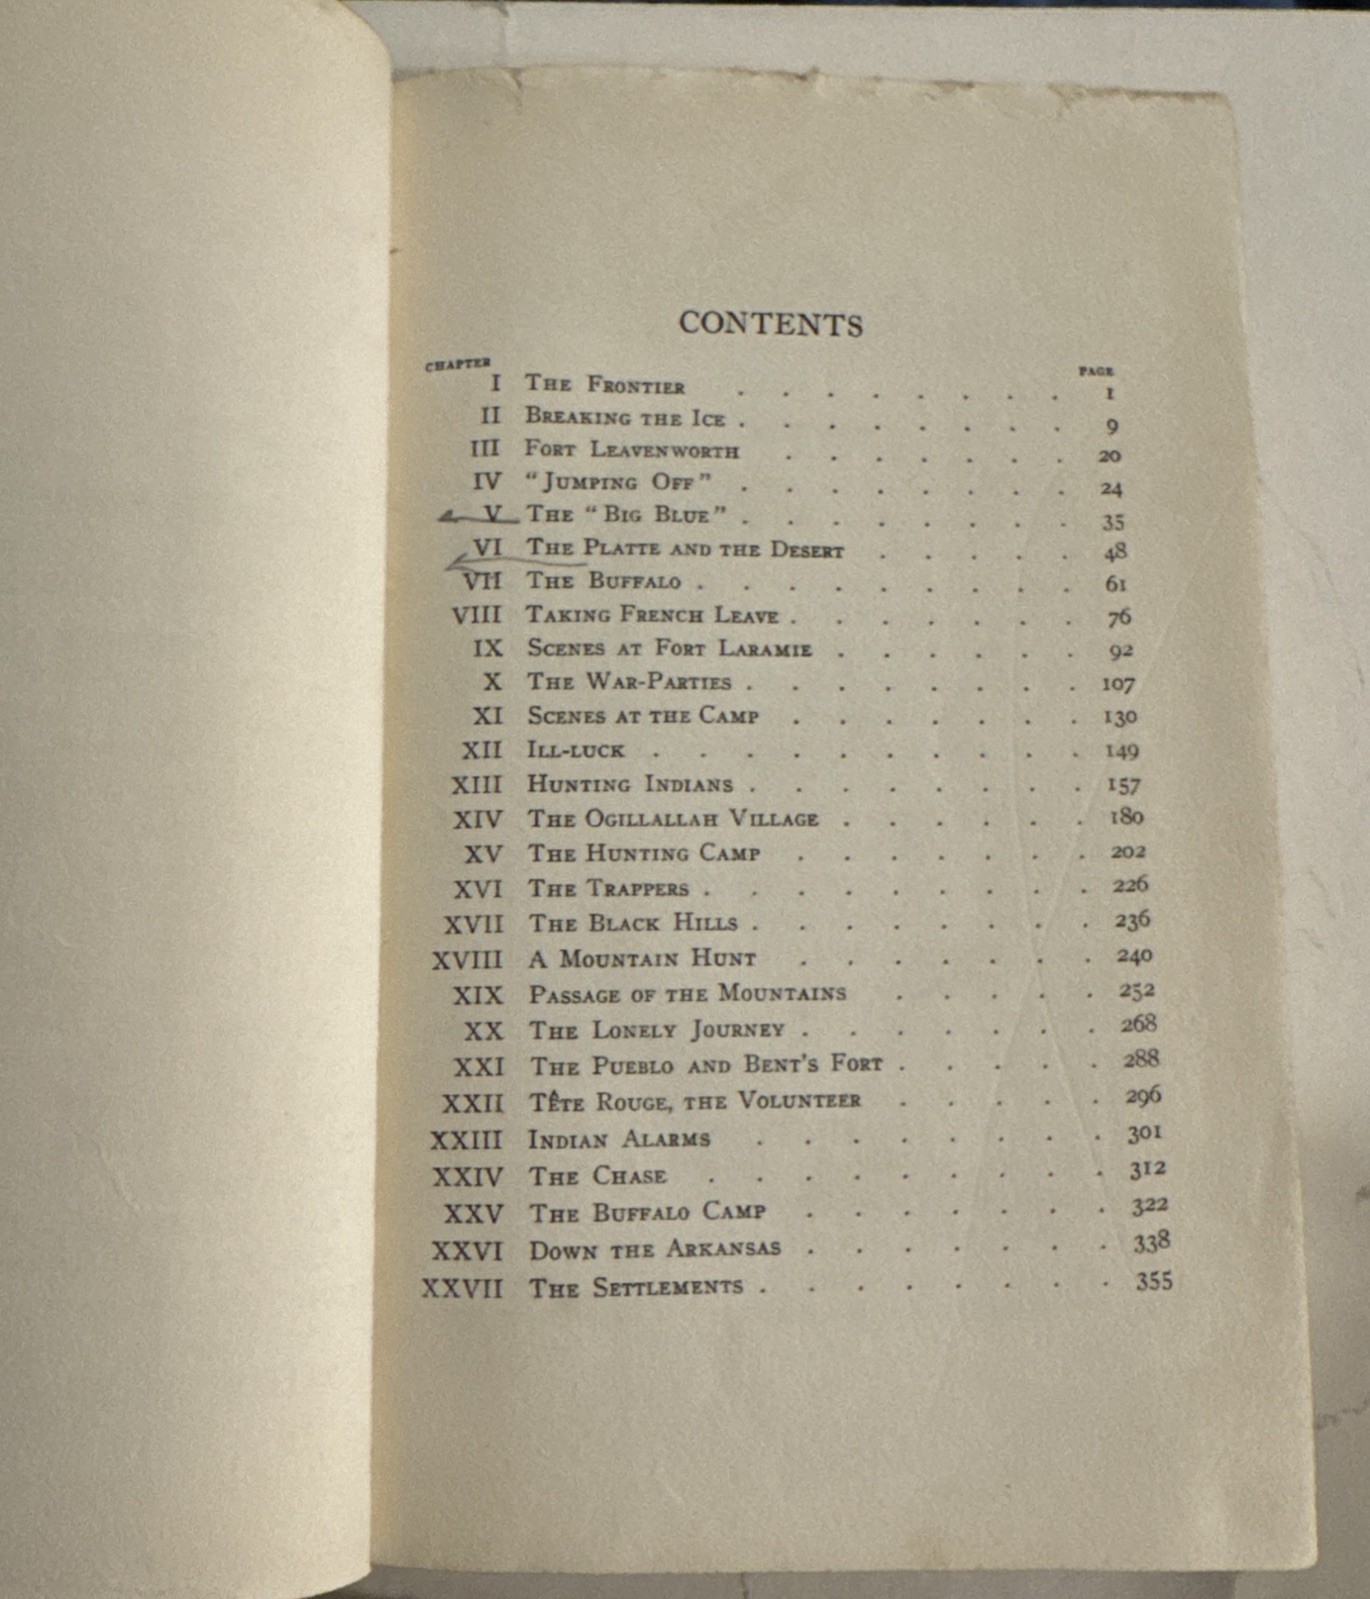 CONTENTS
CHAPTER PAGE
I THE FRONTIER . . . . . . . . 1
II BREAKING THE ICE . . . . . . . . 9
III FORT LEAVENWORTH . . . . . . . 20
IV "JUMPING OFF" . . . . . . . . 24
V THE "BIG BLUE" . . . . . . . . 35
VI THE PLATTE AND THE DESERT . . . . . 48
VII THE BUFFALO . . . . . . . . . 61
VIII TAKING FRENCH LEAVE . . . . . . . 76
IX SCENES AT FORT LARAMIE . . . . . . 92
X THE WAR-PARTIES . . . . . . . . 107
XI SCENES AT THE CAMP . . . . . . . 130
XII ILL-LUCK . . . . . . . . . . 149
XIII HUNTING INDIANS . . . . . . . . 157
XIV THE OGILLALLAH VILLAGE . . . . . . 180
XV THE HUNTING CAMP . . . . . . . 202
XVI THE TRAPPERS . . . . . . . . . 226
XVII THE BLACK HILLS . . . . . . . . 236
XVIII A MOUNTAIN HUNT . . . . . . . 240
XIX PASSAGE OF THE MOUNTAINS . . . . . 252
XX THE LONELY JOURNEY . . . . . . . 268
XXI THE PUEBLO AND BENT'S FORT . . . . . 288
XXII TÊTE ROUGE, THE VOLUNTEER . . . . . 296
XXIII INDIAN ALARMS . . . . . . . . 301
XXIV THE CHASE . . . . . . . . . 312
XXV THE BUFFALO CAMP . . . . . . . 322
XXVI DOWN THE ARKANSAS . . . . . . . 338
XXVII THE SETTLEMENTS . . . . . . . . 355